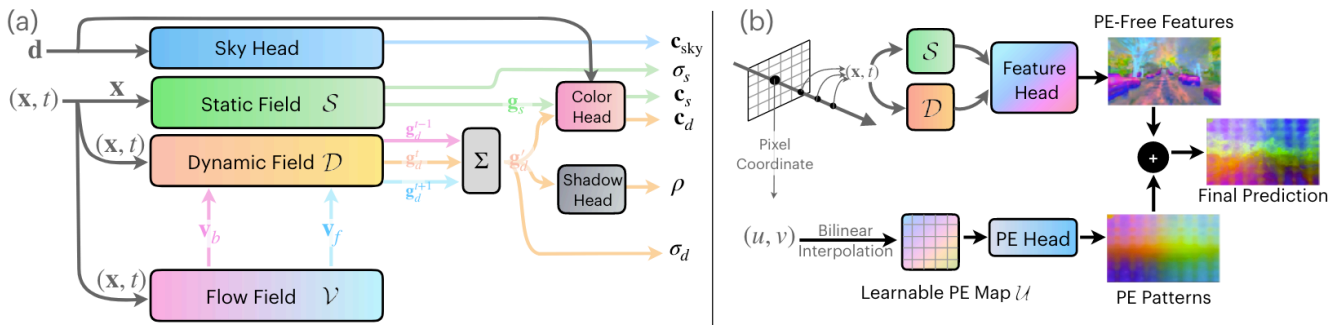 (a)
d
Sky Head
c_sky
σ_s
(x, t)
x
Static Field 𝒮
g_s
Color
Head
c_s
c_d
(x, t)
Dynamic Field 𝒟
g_d^{t-1}
g_d^t
g_d^{t+1}
Σ
g_d′
Shadow
Head
ρ
v_b
v_f
σ_d
(x, t)
Flow Field 𝒱
(b)
PE-Free Features
(x, t)
𝒮
𝒟
Feature
Head
Pixel
Coordinate
+
Final Prediction
(u, v)
Bilinear
Interpolation
PE Head
Learnable PE Map 𝒰
PE Patterns